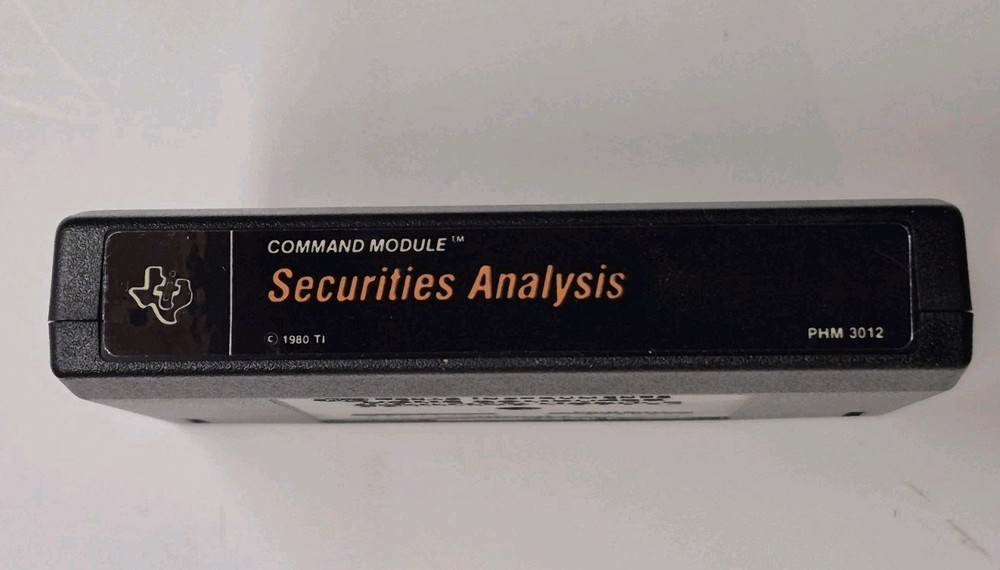 COMMAND MODULE™
Securities Analysis
© 1980 TI
PHM 3012